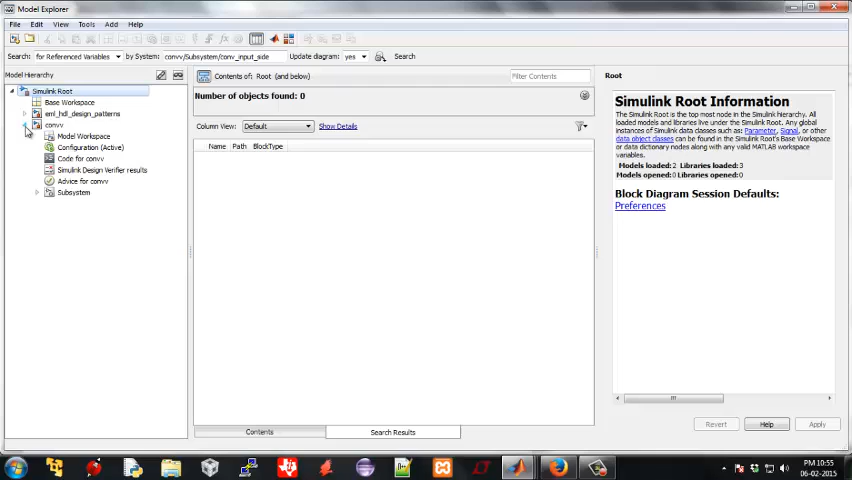 Model Explorer
File Edit View Tools Add Help
Search: for Referenced Variables by System: convv/Subsystem/conv_input_side Update diagram: yes Search
Model Hierarchy
Simulink Root
Base Workspace
eml_hdl_design_patterns
convv
Model Workspace
Configuration (Active)
Code for convv
Simulink Design Verifier results
Advice for convv
Subsystem
Contents of: Root (and below) Filter Contents
Number of objects found: 0
Column View: Default Show Details
Name Path BlockType
Contents Search Results
Root
Simulink Root Information
Simulink Root is the top most node in the Simulink hierarchy. All
loaded models and libraries live under the Simulink Root. Any global
instances of Simulink data classes such as: Parameter, Signal, or other
data object classes can be found in the Simulink Root's Base Workspace
or data dictionary nodes along with any valid MATLAB workspace
variables.
Models loaded: 2 Libraries loaded: 3
Models opened:0 Libraries opened:0
Block Diagram Session Defaults:
Preferences
Revert Help Apply
PM 10:55
06-02-2015